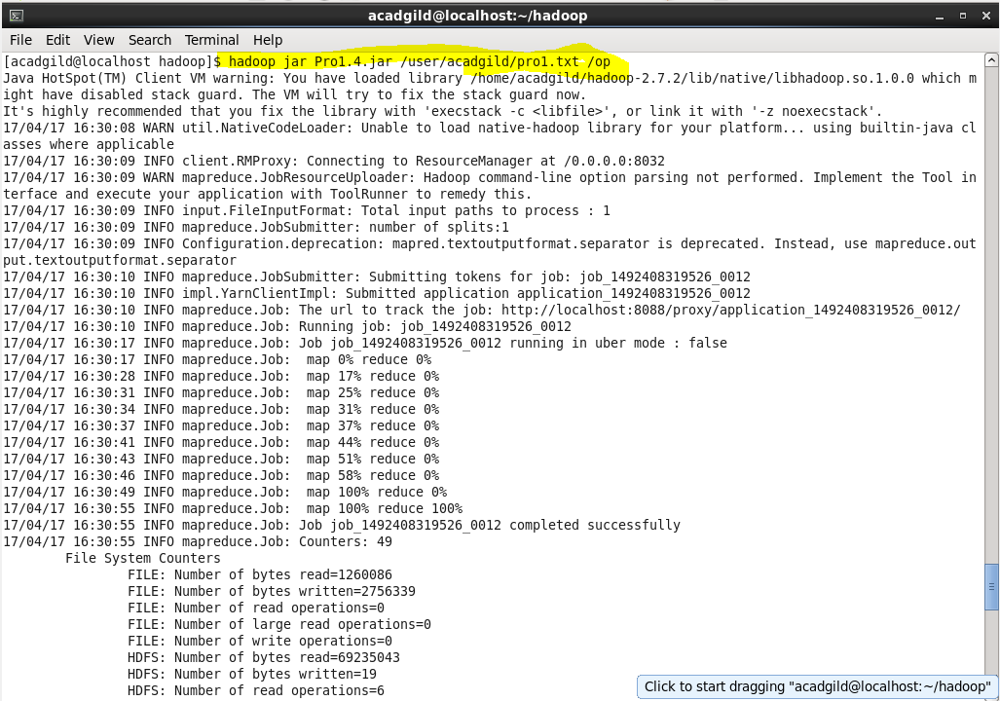 acadgild@localhost:~/hadoop
File Edit View Search Terminal Help
[acadgild@localhost hadoop]$ hadoop jar Pro1.4.jar /user/acadgild/pro1.txt /op
Java HotSpot(TM) Client VM warning: You have loaded library /home/acadgild/hadoop-2.7.2/lib/native/libhadoop.so.1.0.0 which m
ight have disabled stack guard. The VM will try to fix the stack guard now.
It's highly recommended that you fix the library with 'execstack -c <libfile>', or link it with '-z noexecstack'.
17/04/17 16:30:08 WARN util.NativeCodeLoader: Unable to load native-hadoop library for your platform... using builtin-java cl
asses where applicable
17/04/17 16:30:09 INFO client.RMProxy: Connecting to ResourceManager at /0.0.0.0:8032
17/04/17 16:30:09 WARN mapreduce.JobResourceUploader: Hadoop command-line option parsing not performed. Implement the Tool in
terface and execute your application with ToolRunner to remedy this.
17/04/17 16:30:09 INFO input.FileInputFormat: Total input paths to process : 1
17/04/17 16:30:09 INFO mapreduce.JobSubmitter: number of splits:1
17/04/17 16:30:09 INFO Configuration.deprecation: mapred.textoutputformat.separator is deprecated. Instead, use mapreduce.out
put.textoutputformat.separator
17/04/17 16:30:10 INFO mapreduce.JobSubmitter: Submitting tokens for job: job_1492408319526_0012
17/04/17 16:30:10 INFO impl.YarnClientImpl: Submitted application application_1492408319526_0012
17/04/17 16:30:10 INFO mapreduce.Job: The url to track the job: http://localhost:8088/proxy/application_1492408319526_0012/
17/04/17 16:30:10 INFO mapreduce.Job: Running job: job_1492408319526_0012
17/04/17 16:30:17 INFO mapreduce.Job: Job job_1492408319526_0012 running in uber mode : false
17/04/17 16:30:17 INFO mapreduce.Job:  map 0% reduce 0%
17/04/17 16:30:28 INFO mapreduce.Job:  map 17% reduce 0%
17/04/17 16:30:31 INFO mapreduce.Job:  map 25% reduce 0%
17/04/17 16:30:34 INFO mapreduce.Job:  map 31% reduce 0%
17/04/17 16:30:37 INFO mapreduce.Job:  map 37% reduce 0%
17/04/17 16:30:41 INFO mapreduce.Job:  map 44% reduce 0%
17/04/17 16:30:43 INFO mapreduce.Job:  map 51% reduce 0%
17/04/17 16:30:46 INFO mapreduce.Job:  map 58% reduce 0%
17/04/17 16:30:49 INFO mapreduce.Job:  map 100% reduce 0%
17/04/17 16:30:55 INFO mapreduce.Job:  map 100% reduce 100%
17/04/17 16:30:55 INFO mapreduce.Job: Job job_1492408319526_0012 completed successfully
17/04/17 16:30:55 INFO mapreduce.Job: Counters: 49
File System Counters
FILE: Number of bytes read=1260086
FILE: Number of bytes written=2756339
FILE: Number of read operations=0
FILE: Number of large read operations=0
FILE: Number of write operations=0
HDFS: Number of bytes read=69235043
HDFS: Number of bytes written=19
HDFS: Number of read operations=6
Click to start dragging "acadgild@localhost:~/hadoop"